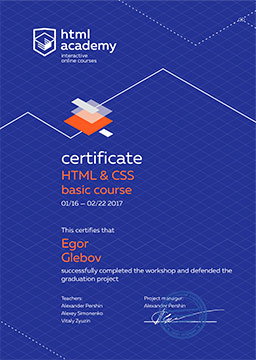 html
academy
interactive
online courses
certificate
HTML & CSS
basic course
01/16 — 02/22 2017
This certifies that
Egor
Glebov
successfully completed the workshop and defended the
graduation project
Teachers
Alexander Pershin
Alexey Simonenko
Vitaly Zyuzin
Project manager
Alexander Pershin